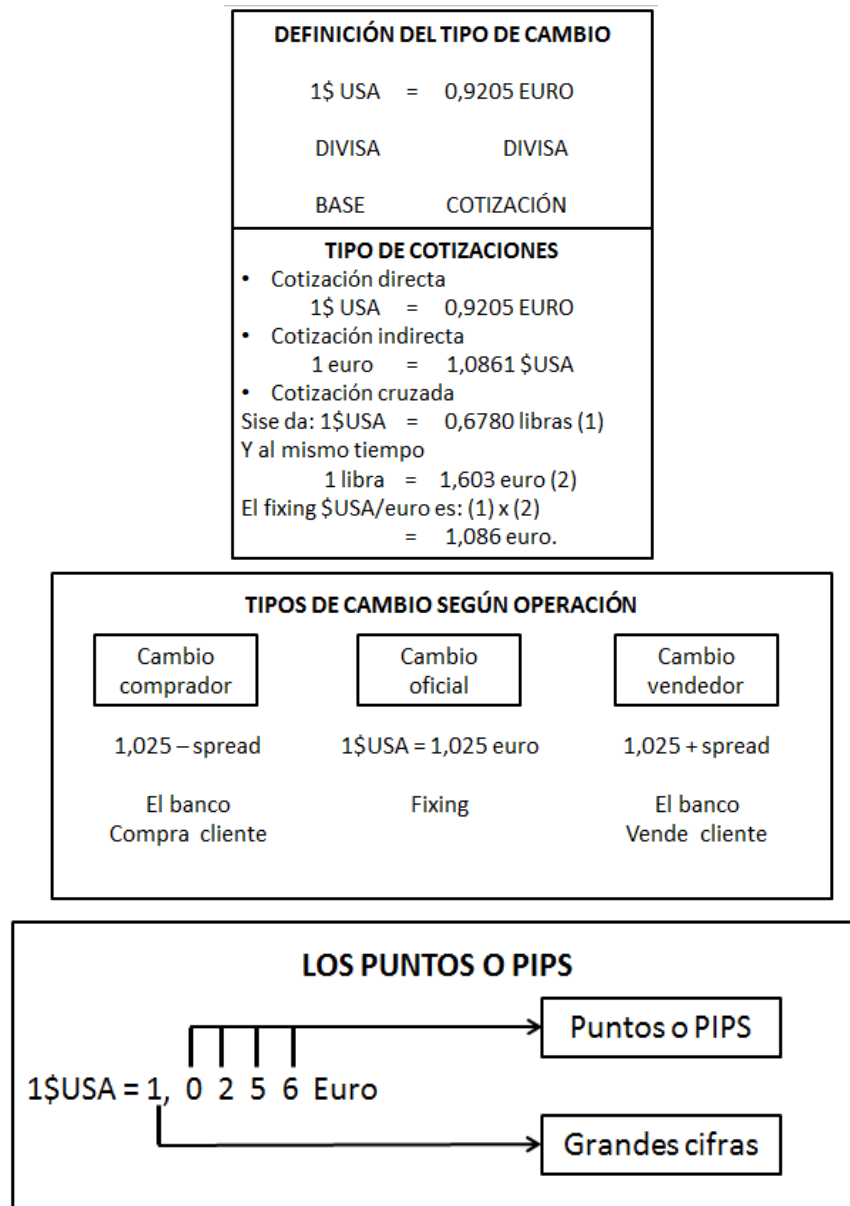 DEFINICIÓN DEL TIPO DE CAMBIO
1$ USA = 0,9205 EURO
DIVISA DIVISA
BASE COTIZACIÓN
TIPO DE COTIZACIONES
• Cotización directa
1$ USA = 0,9205 EURO
• Cotización indirecta
1 euro = 1,0861 $USA
• Cotización cruzada
Sise da: 1$USA = 0,6780 libras (1)
Y al mismo tiempo
1 libra = 1,603 euro (2)
El fixing $USA/euro es: (1) x (2)
= 1,086 euro.
TIPOS DE CAMBIO SEGÚN OPERACIÓN
Cambio
comprador
Cambio
oficial
Cambio
vendedor
1,025 – spread 1$USA = 1,025 euro 1,025 + spread
El banco
Compra cliente
Fixing
El banco
Vende cliente
LOS PUNTOS O PIPS
Puntos o PIPS
1$USA = 1, 0 2 5 6 Euro
Grandes cifras